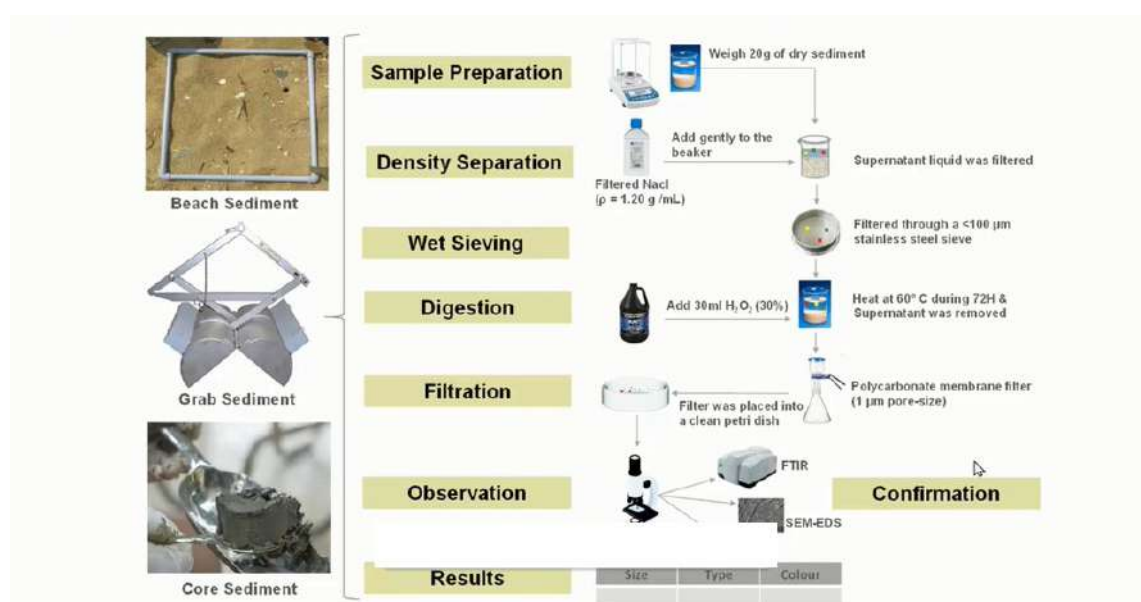 Beach Sediment
Grab Sediment
Core Sediment
Sample Preparation
Weigh 20g of dry sediment
Density Separation
Add gently to the
beaker
Filtered Nacl
(ρ = 1.20 g /mL)
Supernatant liquid was filtered
Wet Sieving
Filtered through a <100 µm
stainless steel sieve
Digestion
Add 30ml H₂O₂ (30%)
Heat at 60° C during 72H &
Supernatant was removed
Filtration
Filter was placed into
a clean petri dish
Polycarbonate membrane filter
(1 µm pore-size)
Observation
FTIR
SEM-EDS
Confirmation
Results
Size Type Colour